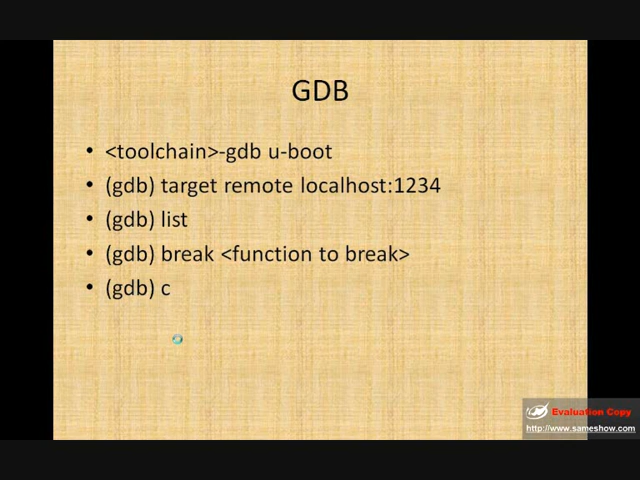 GDB
• <toolchain>-gdb u-boot
• (gdb) target remote localhost:1234
• (gdb) list
• (gdb) break <function to break>
• (gdb) c
Evaluation Copy
http://www.sameshow.com